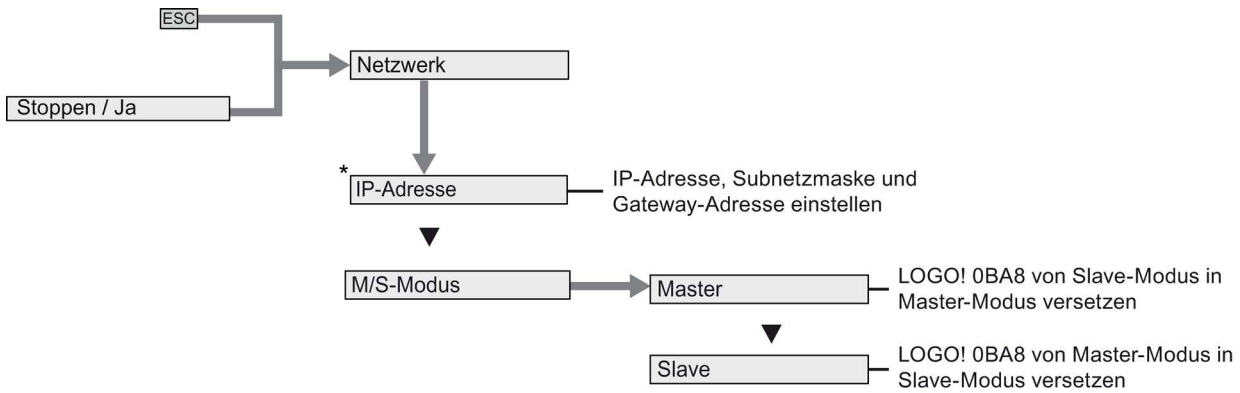 ESC
Netzwerk
Stoppen / Ja
*
IP-Adresse
IP-Adresse, Subnetzmaske und
Gateway-Adresse einstellen
M/S-Modus
Master
LOGO! 0BA8 von Slave-Modus in
Master-Modus versetzen
Slave
LOGO! 0BA8 von Master-Modus in
Slave-Modus versetzen